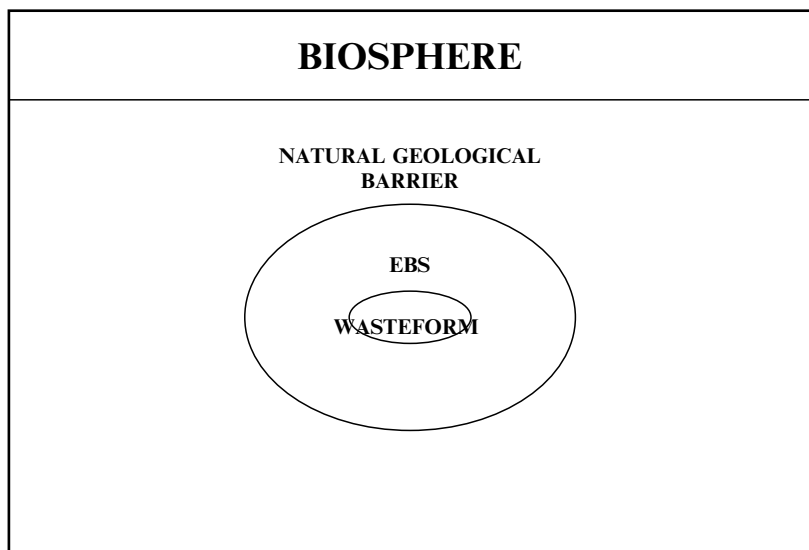 BIOSPHERE
NATURAL GEOLOGICAL
BARRIER
EBS
WASTEFORM